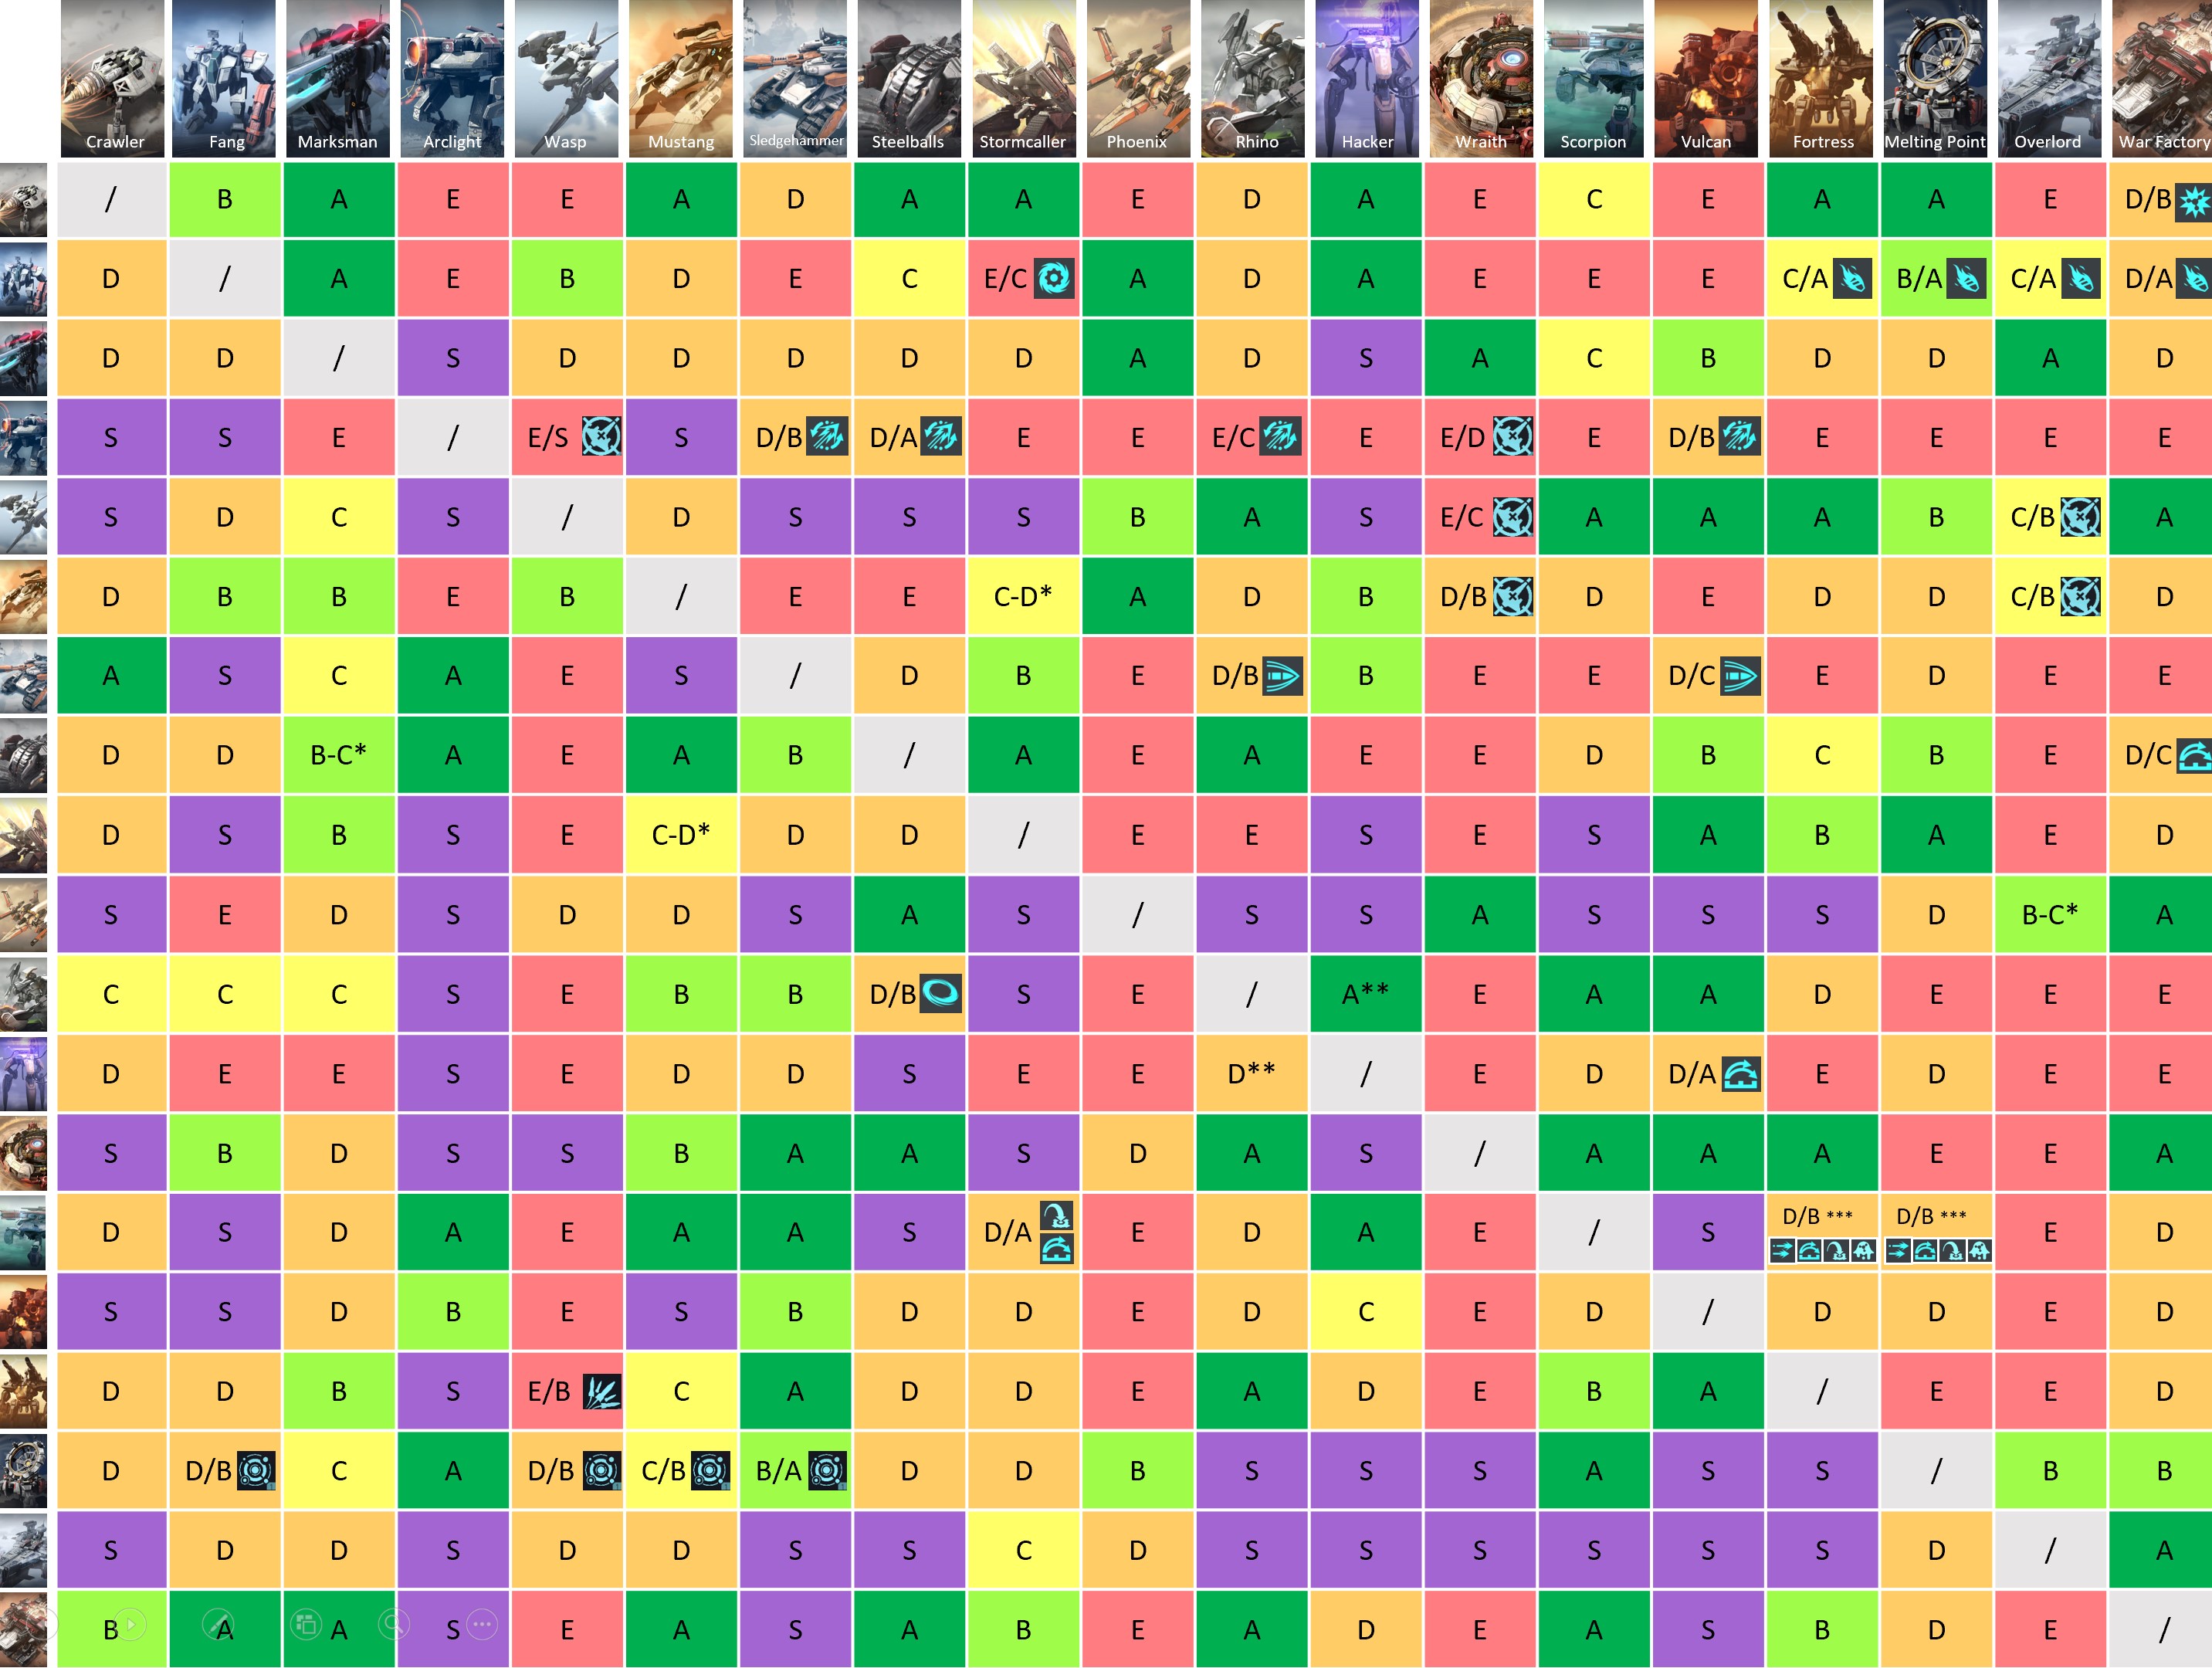 Crawler Fang Marksman Arclight Wasp Mustang Sledgehammer Steelballs Stormcaller Phoenix Rhino Hacker Wraith Scorpion Vulcan Fortress Melting Point Overlord War Factory
/ B A E E A D A A E D A E C E A A E D/B
D / A E B D E C E/C A D A E E E C/A B/A C/A D/A
D D / S D D D D D A D S A C B D D A D
S S E / E/S S D/B D/A E E E/C E E/D E D/B E E E E
S D C S / D S S S B A S E/C A A A B C/B A
D B B E B / E E C-D* A D B D/B D E D D C/B D
A S C A E S / D B E D/B B E E D/C E D E E
D D B-C* A E A B / A E A E E D B C B E D/C
D S B S E C-D* D D / E E S E S A B A E D
S E D S D D S A S / S S A S S S D B-C* A
C C C S E B B D/B S E / A** E A A D E E E
D E E S E D D S E E D** / E D D/A E D E E
S B D S S B A A S D A S / A A A E E A
D S D A E A A S D/A E D A E / S D/B *** D/B *** E D
S S D B E S B D D E D C E D / D D E D
D D B S E/B C A D D E A D E B A / E E D
D D/B C A D/B C/B B/A D D B S S S A S S / B B
S D D S D D S S C D S S S S S S D / A
B A A S E A S A B E A D E A S B D E /